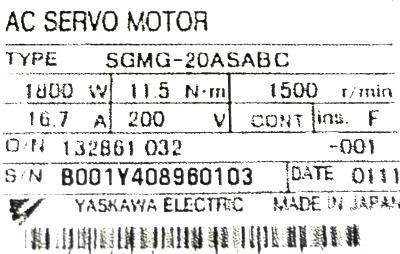 AC SERVO MOTOR
TYPE SGMG-20ASABC
1800 W 11.5 N·m 1500 r/min
16.7 A 200 V CONT ins. F
O/N 132861 032 -001
S/N B001Y408960103 DATE 0111
YASKAWA ELECTRIC MADE IN JAPAN